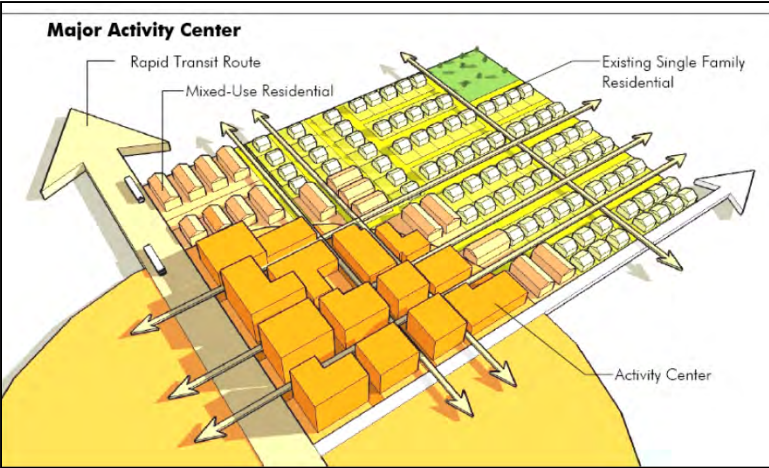 Major Activity Center
Rapid Transit Route
Mixed-Use Residential
Existing Single Family
Residential
Activity Center